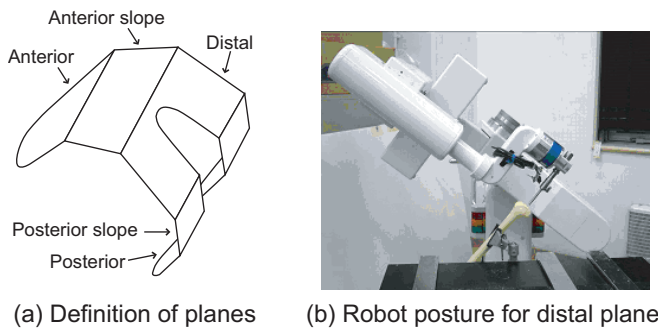 Anterior slope
Anterior
Distal
Posterior slope
Posterior
(a) Definition of planes
(b) Robot posture for distal plane